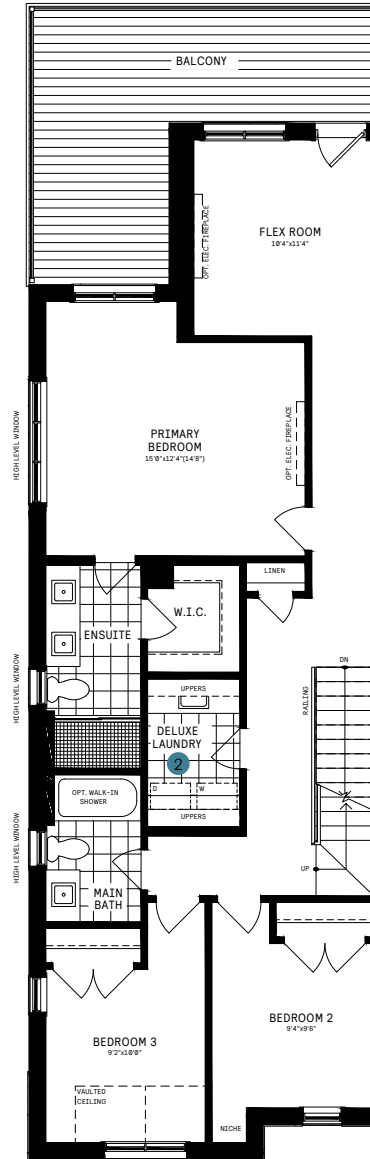 BALCONY
FLEX ROOM
10'4"x11'4"
OPT. ELEC. FIREPLACE
PRIMARY
BEDROOM
15'0"x12'4"(14'8")
OPT. ELEC. FIREPLACE
HIGH LEVEL WINDOW
LINEN
W.I.C.
ENSUITE
HIGH LEVEL WINDOW
DN
RAILING
UPPERS
DELUXE
LAUNDRY
2
D W
UPPERS
OPT. WALK-IN
SHOWER
HIGH LEVEL WINDOW
MAIN
BATH
UP
BEDROOM 2
9'4"x9'6"
BEDROOM 3
9'2"x10'0"
VAULTED
CEILING
NICHE